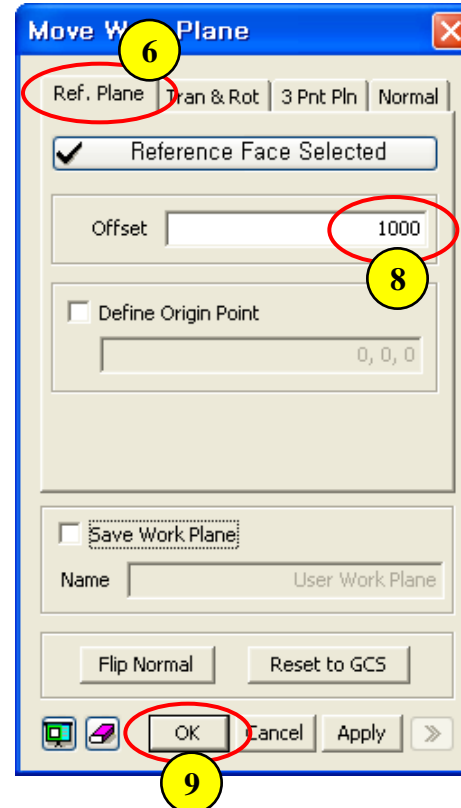 Move W Plane
6
Ref. Plane Tran & Rot 3 Pnt Pln Normal
Reference Face Selected
Offset 1000
8
Define Origin Point
0, 0, 0
Save Work Plane
Name User Work Plane
Flip Normal Reset to GCS
OK Cancel Apply >>
9